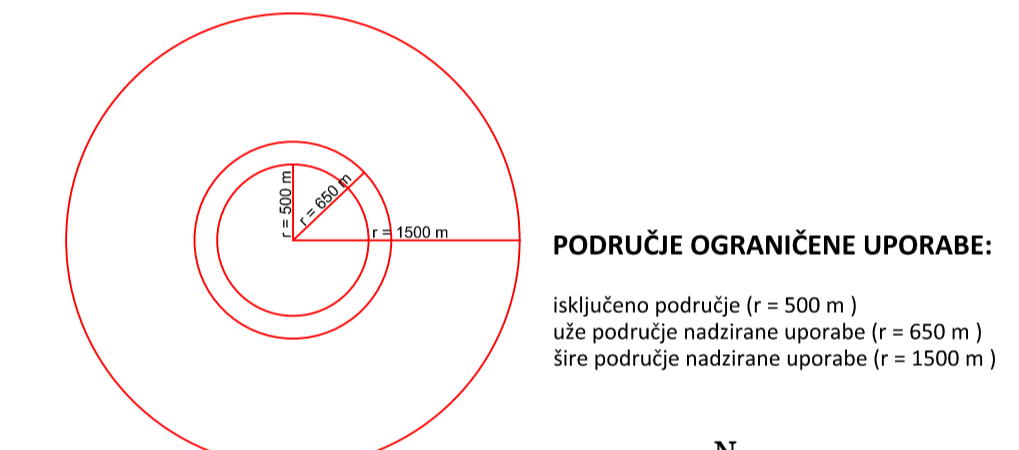 r = 500 m
r = 650 m
r = 1500 m
PODRUČJE OGRANIČENE UPORABE:
isključeno područje (r = 500 m )
uže područje nadzirane uporabe (r = 650 m )
šire područje nadzirane uporabe (r = 1500 m )
N